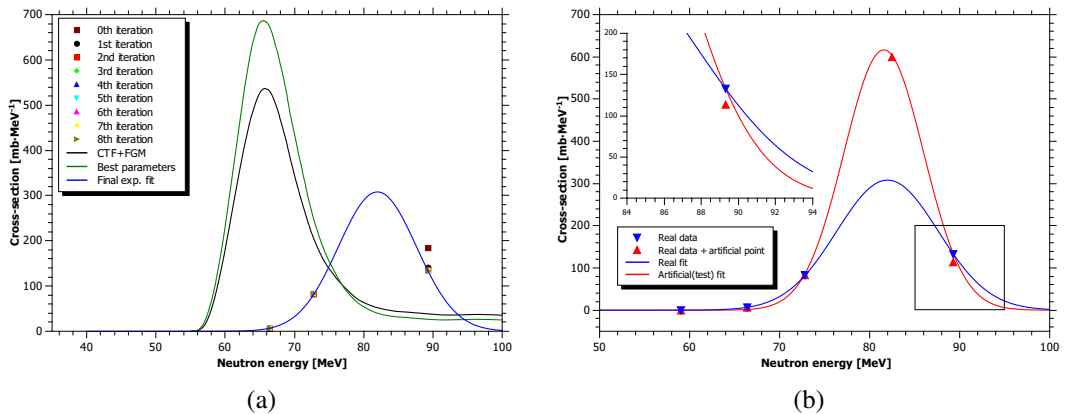 700
600
500
400
300
200
100
0
Cross-section [mb·MeV⁻¹]
40
50
60
70
80
90
100
Neutron energy [MeV]
0th iteration
1st iteration
2nd iteration
3rd iteration
4th iteration
5th iteration
6th iteration
7th iteration
8th iteration
CTF+FGM
Best parameters
Final exp. fit
(a)
700
600
500
400
300
200
100
0
Cross-section [mb·MeV⁻¹]
50
60
70
80
90
100
Neutron energy [MeV]
200
150
100
50
0
84
86
88
90
92
94
Real data
Real data + artificial point
Real fit
Artificial(test) fit
(b)